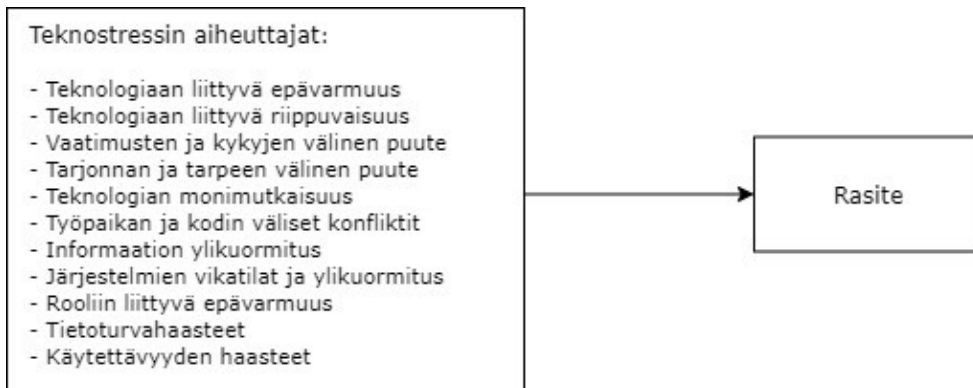 Teknostressin aiheuttajat:
- Teknologiaan liittyvä epävarmuus
- Teknologiaan liittyvä riippuvaisuus
- Vaatimusten ja kykyjen välinen puute
- Tarjonnan ja tarpeen välinen puute
- Teknologian monimutkaisuus
- Työpaikan ja kodin väliset konfliktit
- Informaation ylikuormitus
- Järjestelmien vikatilat ja ylikuormitus
- Rooliin liittyvä epävarmuus
- Tietoturvahaasteet
- Käytettävyyden haasteet
Rasite